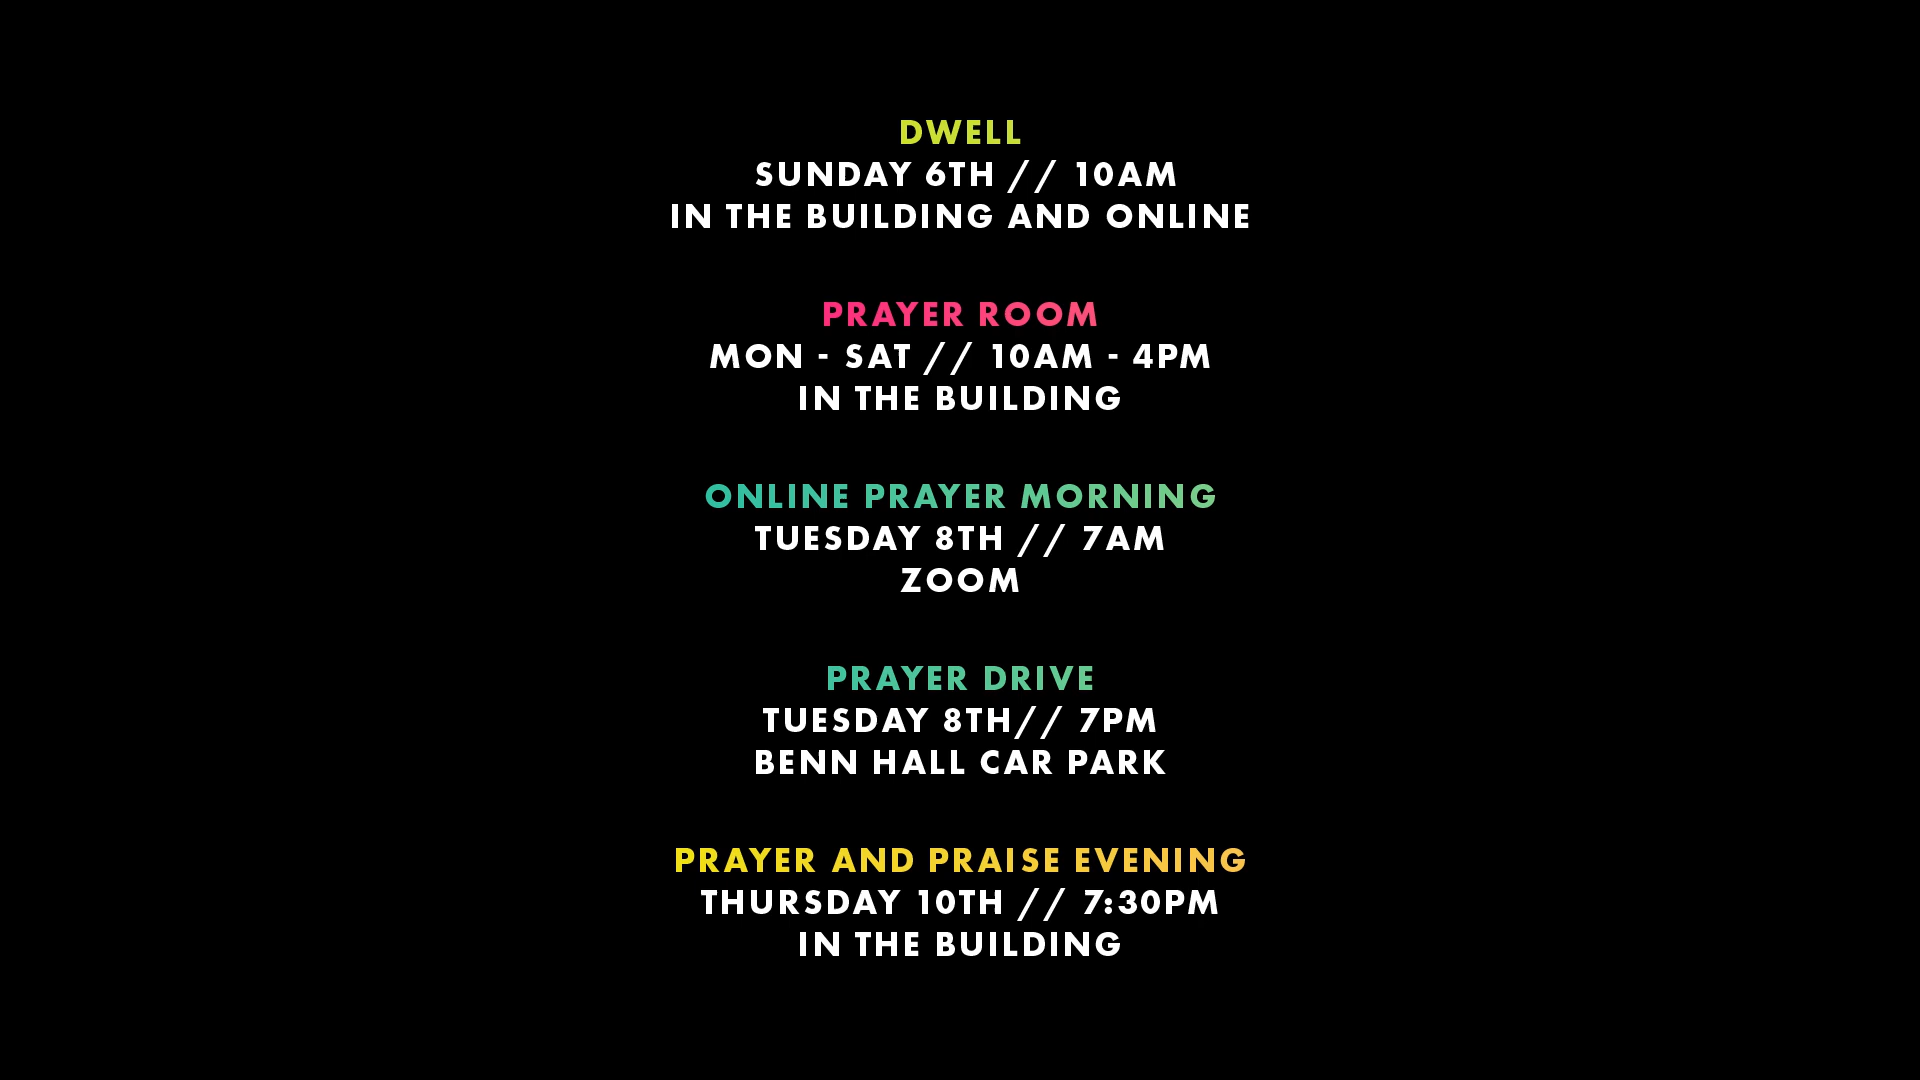 DWELL
SUNDAY 6TH // 10AM
IN THE BUILDING AND ONLINE
PRAYER ROOM
MON - SAT // 10AM - 4PM
IN THE BUILDING
ONLINE PRAYER MORNING
TUESDAY 8TH // 7AM
ZOOM
PRAYER DRIVE
TUESDAY 8TH// 7PM
BENN HALL CAR PARK
PRAYER AND PRAISE EVENING
THURSDAY 10TH // 7:30PM
IN THE BUILDING